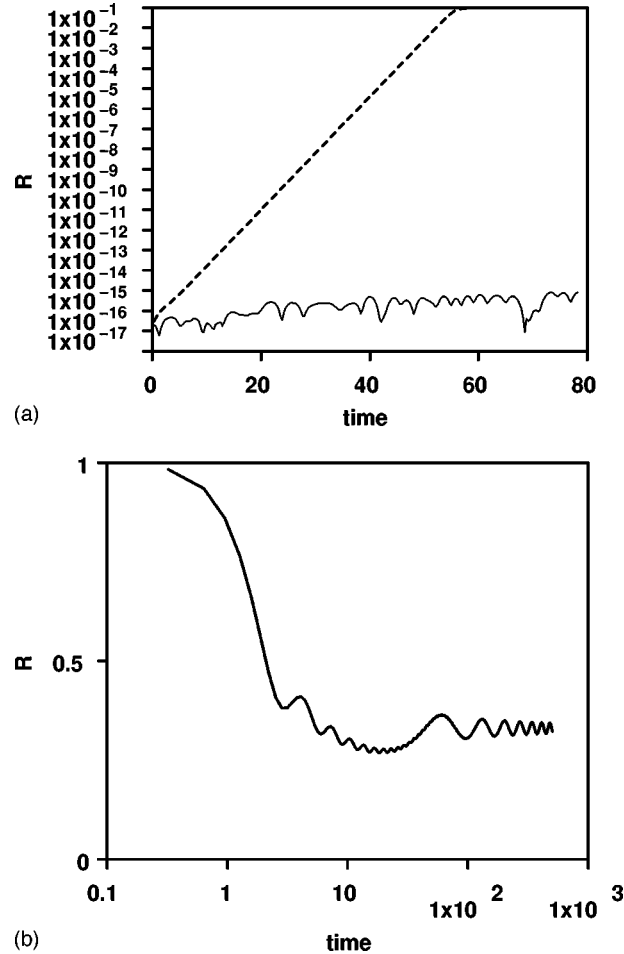 1x10 -1
1x10 -2
1x10 -3
1x10 -4
1x10 -5
1x10 -6
1x10 -7
1x10 -8
1x10 -9
1x10 -10
1x10 -11
1x10 -12
1x10 -13
1x10 -14
1x10 -15
1x10 -16
1x10 -17
R
0 20 40 60 80
time
(a)
1
0.5
0
R
0.1 1 10 1x10 2 1x10 3
time
(b)